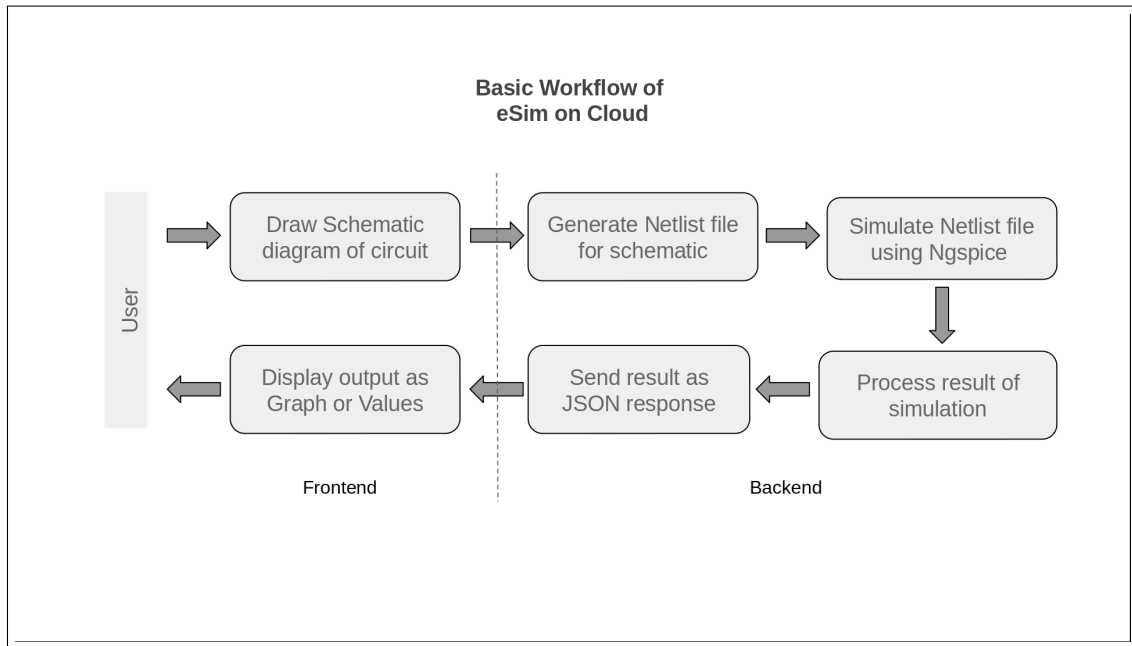 Basic Workflow of
eSim on Cloud
User
Draw Schematic
diagram of circuit
Generate Netlist file
for schematic
Simulate Netlist file
using Ngspice
Display output as
Graph or Values
Send result as
JSON response
Process result of
simulation
Frontend
Backend